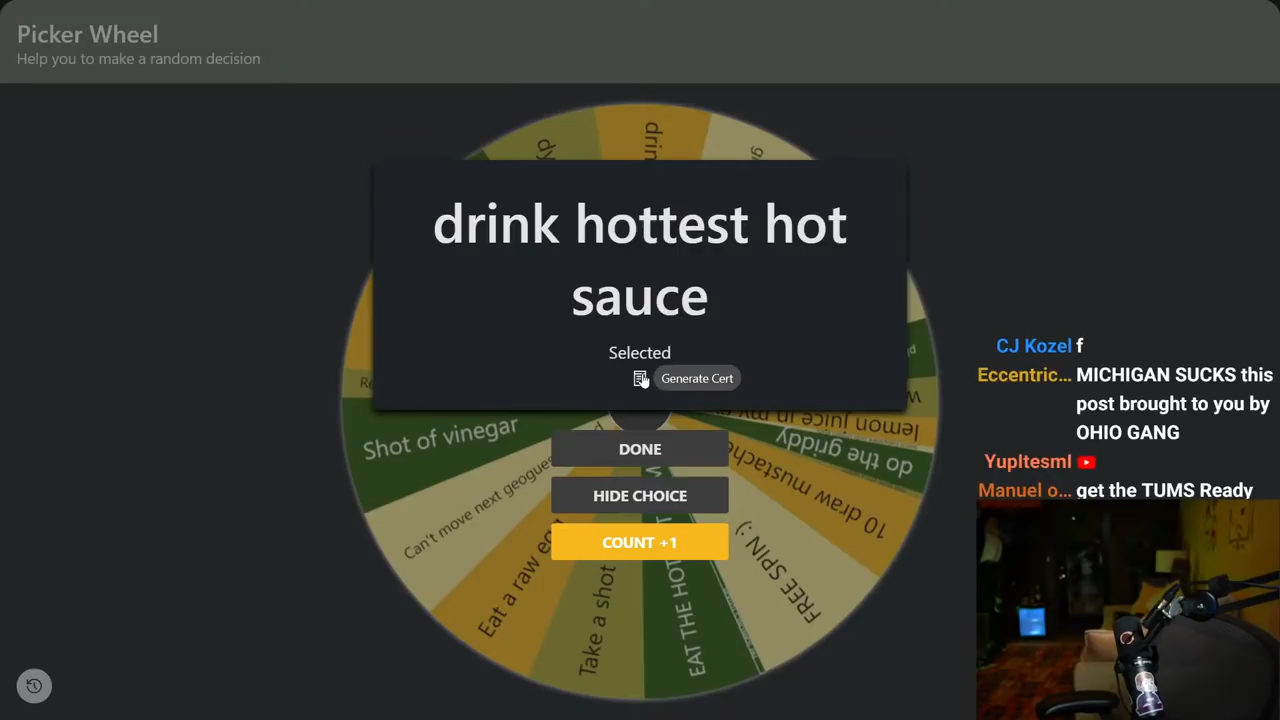 Picker Wheel
Help you to make a random decision
drink hottest hot
sauce
Selected
Generate Cert
DONE
HIDE CHOICE
COUNT +1
Shot of vinegar
Can't move next geogues
Eat a raw
Take a shot
EAT THE HOT
FREE SPIN ;)
10 draw mustache
do the griddy
lemon juice in my
CJ Kozel f
Eccentric... MICHIGAN SUCKS this
post brought to you by
OHIO GANG
YupItesml
Manuel o... get the TUMS Ready